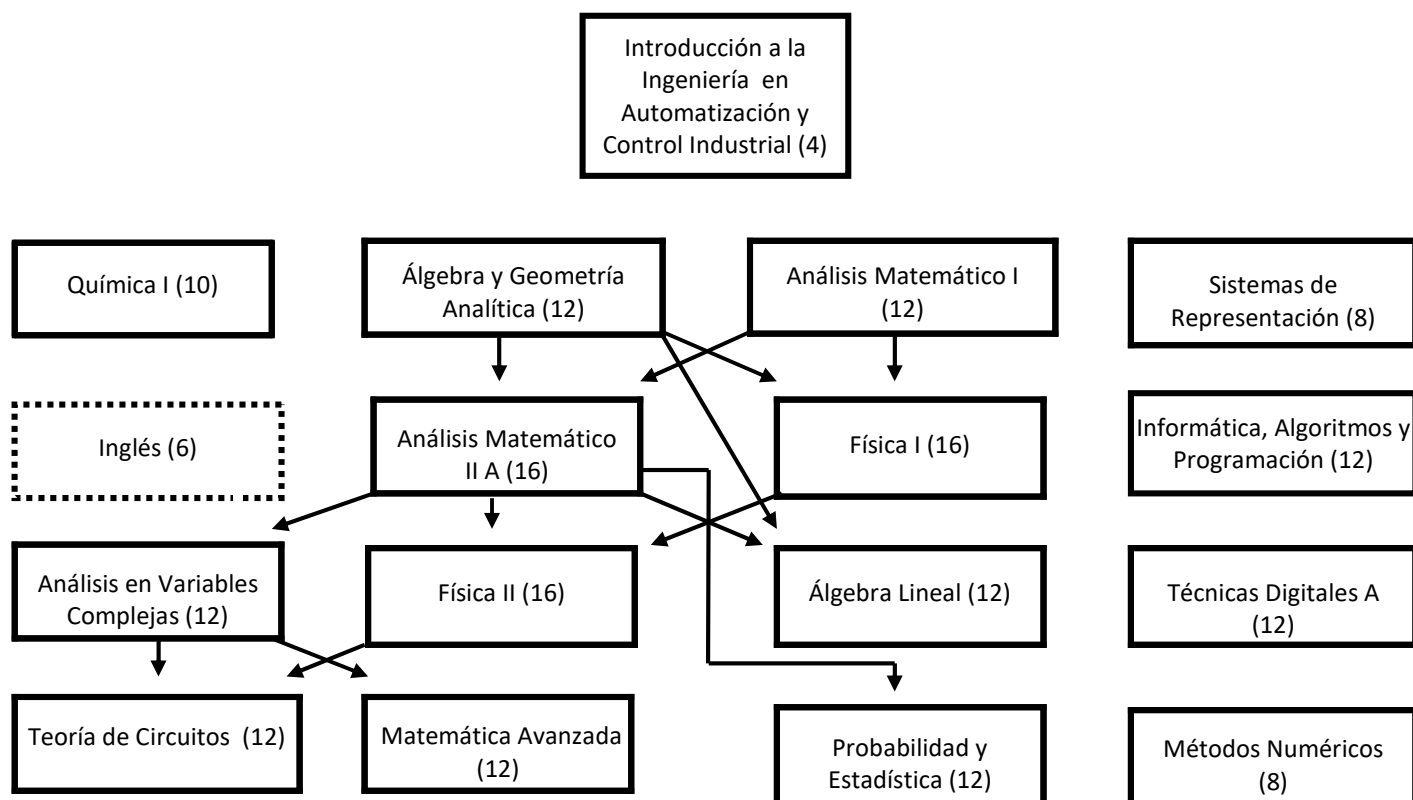 Introducción a la
Ingeniería en
Automatización y
Control Industrial (4)
Química I (10)
Álgebra y Geometría
Analítica (12)
Análisis Matemático I
(12)
Sistemas de
Representación (8)
Inglés (6)
Análisis Matemático
II A (16)
Física I (16)
Informática, Algoritmos y
Programación (12)
Análisis en Variables
Complejas (12)
Física II (16)
Álgebra Lineal (12)
Técnicas Digitales A
(12)
Teoría de Circuitos (12)
Matemática Avanzada
(12)
Probabilidad y
Estadística (12)
Métodos Numéricos
(8)